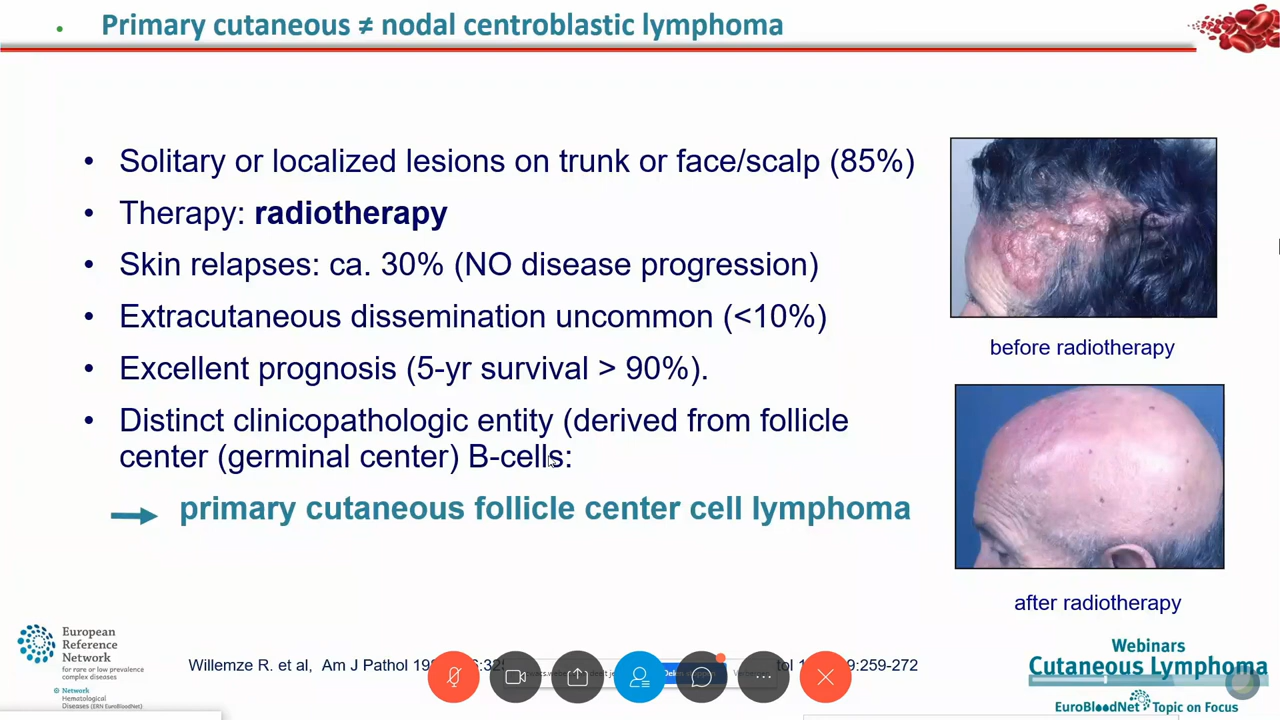 Primary cutaneous ≠ nodal centroblastic lymphoma
• Solitary or localized lesions on trunk or face/scalp (85%)
• Therapy: radiotherapy
• Skin relapses: ca. 30% (NO disease progression)
• Extracutaneous dissemination uncommon (<10%)
• Excellent prognosis (5-yr survival > 90%).
• Distinct clinicopathologic entity (derived from follicle
center (germinal center) B-cells:
primary cutaneous follicle center cell lymphoma
before radiotherapy
after radiotherapy
European
Reference
Network
for rare or low prevalence
complex diseases
Network
Hematological
Diseases (ERN EuroBloodNet)
Willemze R. et al, Am J Pathol
:259-272
Webinars
Cutaneous Lymphoma
EuroBloodNet Topic on Focus